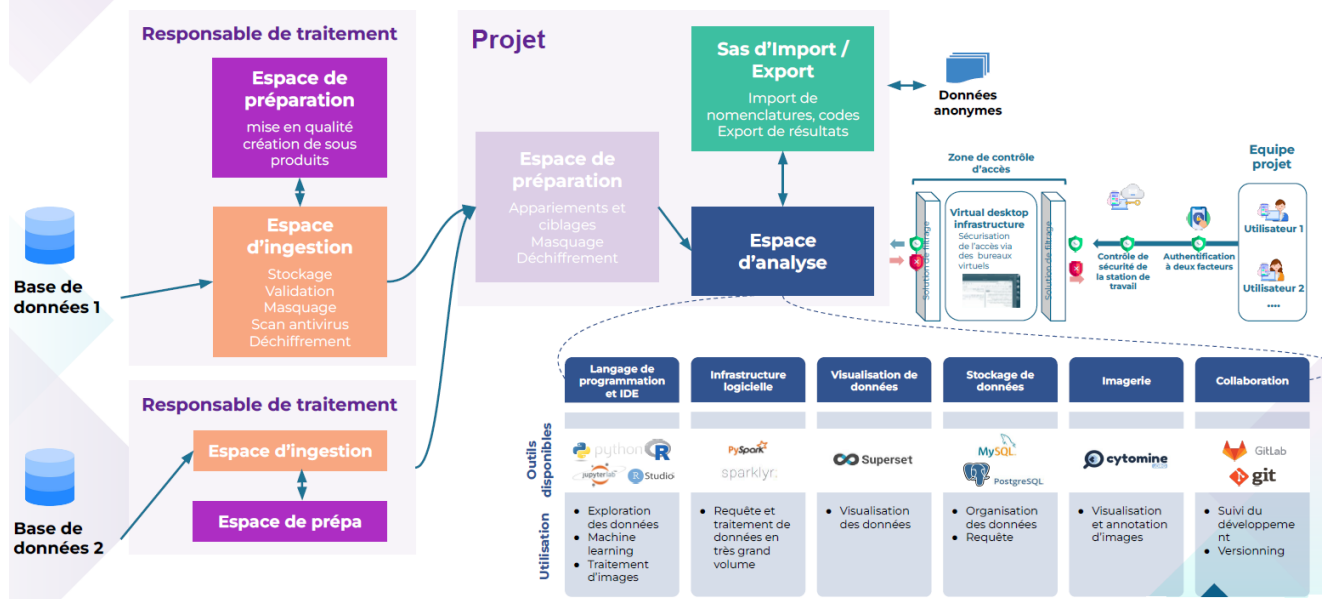 Responsable de traitement
Espace de
préparation
mise en qualité
création de sous
produits
Espace
d'ingestion
Stockage
Validation
Masquage
Scan antivirus
Déchiffrement
Base de
données 1
Responsable de traitement
Espace d'ingestion
Espace de prépa
Base de
données 2
Projet
Espace de
préparation
Appariements et
ciblages
Masquage
Déchiffrement
Sas d'Import /
Export
Import de
nomenclatures, codes
Export de résultats
Espace
d'analyse
Données
anonymes
Zone de contrôle
d'accès
Solution de filtrage
Virtual desktop
infrastructure
Sécurisation
de l'accès via
des bureaux
virtuels
Solution de filtrage
Contrôle de
sécurité de
la station de
travail
Authentification
à deux facteurs
Equipe
projet
Utilisateur 1
Utilisateur 2
....
Langage de
programmation
et IDE
Infrastructure
logicielle
Visualisation de
données
Stockage de
données
Imagerie
Collaboration
Outils
disponibles
python R
jupyterlab R Studio
PySpark
sparklyr
Superset
MySQL
PostgreSQL
cytomine
GitLab
git
Utilisation
• Exploration
des données
• Machine
learning
• Traitement
d'images
• Requête et
traitement de
données en
très grand
volume
• Visualisation
des données
• Organisation
des données
• Requête
• Visualisation
et annotation
d'images
• Suivi du
développeme
nt
• Versionning